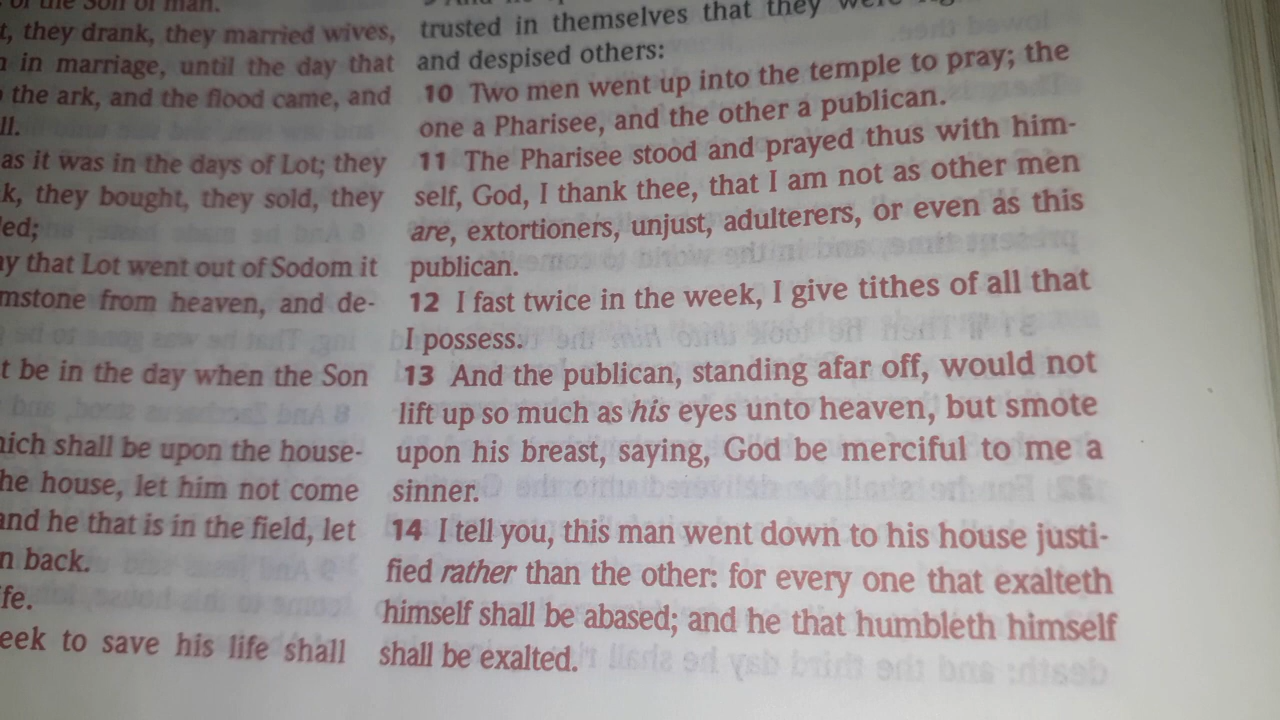 of the Son of man.
t, they drank, they married wives,
in marriage, until the day that
the ark, and the flood came, and
ll.
as it was in the days of Lot; they
k, they bought, they sold, they
led;
ay that Lot went out of Sodom it
mstone from heaven, and de-
t be in the day when the Son
hich shall be upon the house-
he house, let him not come
and he that is in the field, let
n back.
fe.
eek to save his life shall
trusted in themselves that they were
and despised others:
10 Two men went up into the temple to pray; the
one a Pharisee, and the other a publican.
11 The Pharisee stood and prayed thus with him-
self, God, I thank thee, that I am not as other men
are, extortioners, unjust, adulterers, or even as this
publican.
12 I fast twice in the week, I give tithes of all that
I possess.
13 And the publican, standing afar off, would not
lift up so much as his eyes unto heaven, but smote
upon his breast, saying, God be merciful to me a
sinner.
14 I tell you, this man went down to his house justi-
fied rather than the other: for every one that exalteth
himself shall be abased; and he that humbleth himself
shall be exalted.